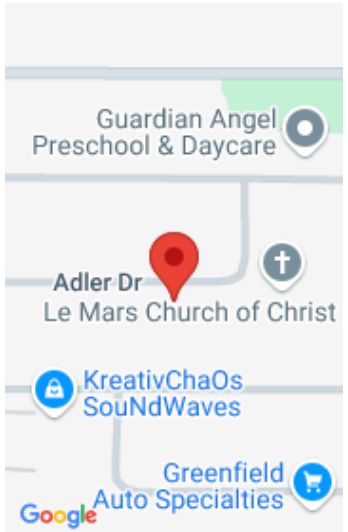 Guardian Angel
Preschool & Daycare
Adler Dr
Le Mars Church of Christ
KreativChaOs
SouNdWaves
Greenfield
Auto Specialties
Google